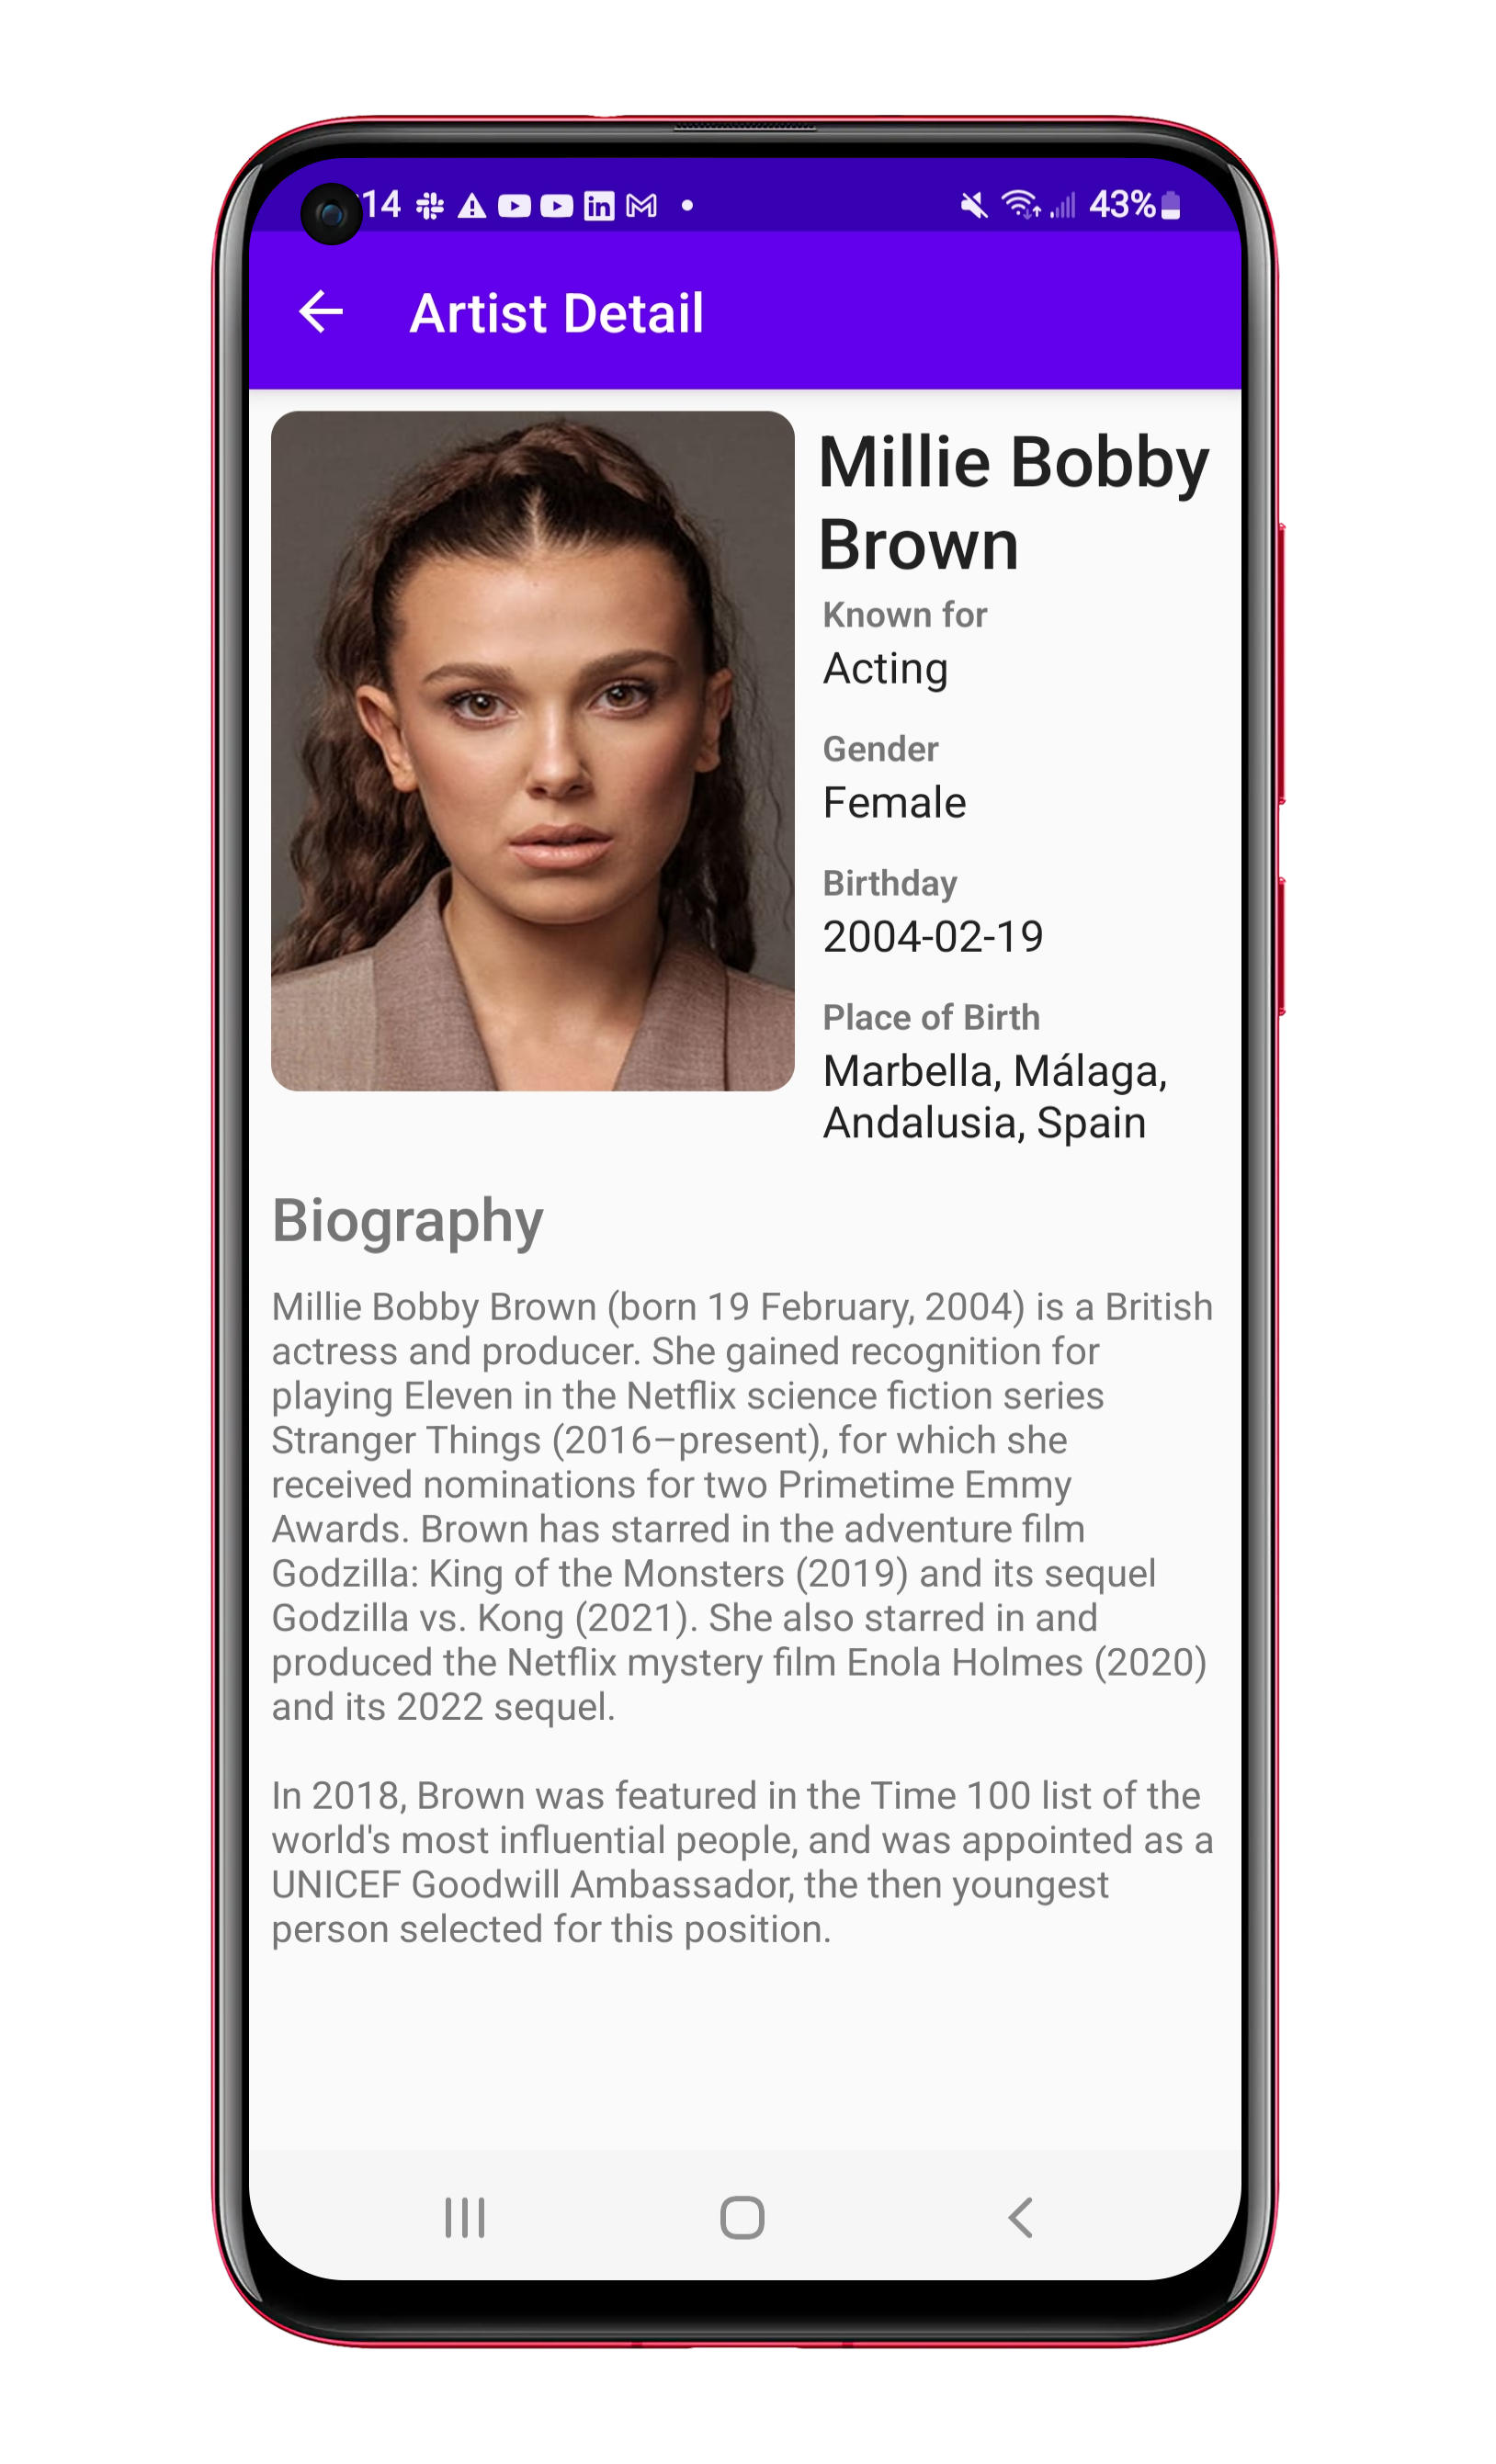 14
43%
Artist Detail
Millie Bobby
Brown
Known for
Acting
Gender
Female
Birthday
2004-02-19
Place of Birth
Marbella, Málaga,
Andalusia, Spain
Biography
Millie Bobby Brown (born 19 February, 2004) is a British
actress and producer. She gained recognition for
playing Eleven in the Netflix science fiction series
Stranger Things (2016–present), for which she
received nominations for two Primetime Emmy
Awards. Brown has starred in the adventure film
Godzilla: King of the Monsters (2019) and its sequel
Godzilla vs. Kong (2021). She also starred in and
produced the Netflix mystery film Enola Holmes (2020)
and its 2022 sequel.
In 2018, Brown was featured in the Time 100 list of the
world's most influential people, and was appointed as a
UNICEF Goodwill Ambassador, the then youngest
person selected for this position.